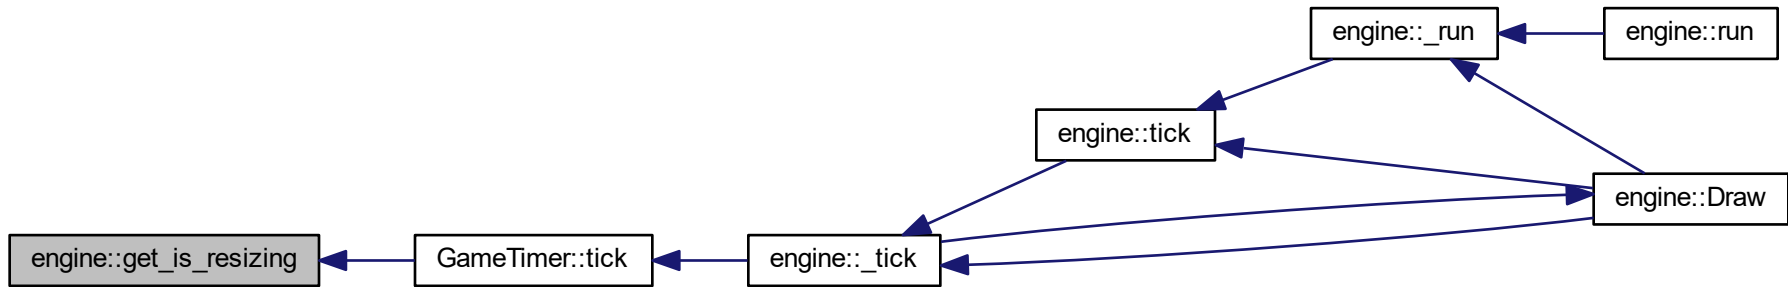 engine::_run
engine::run
engine::tick
engine::Draw
engine::get_is_resizing
GameTimer::tick
engine::_tick